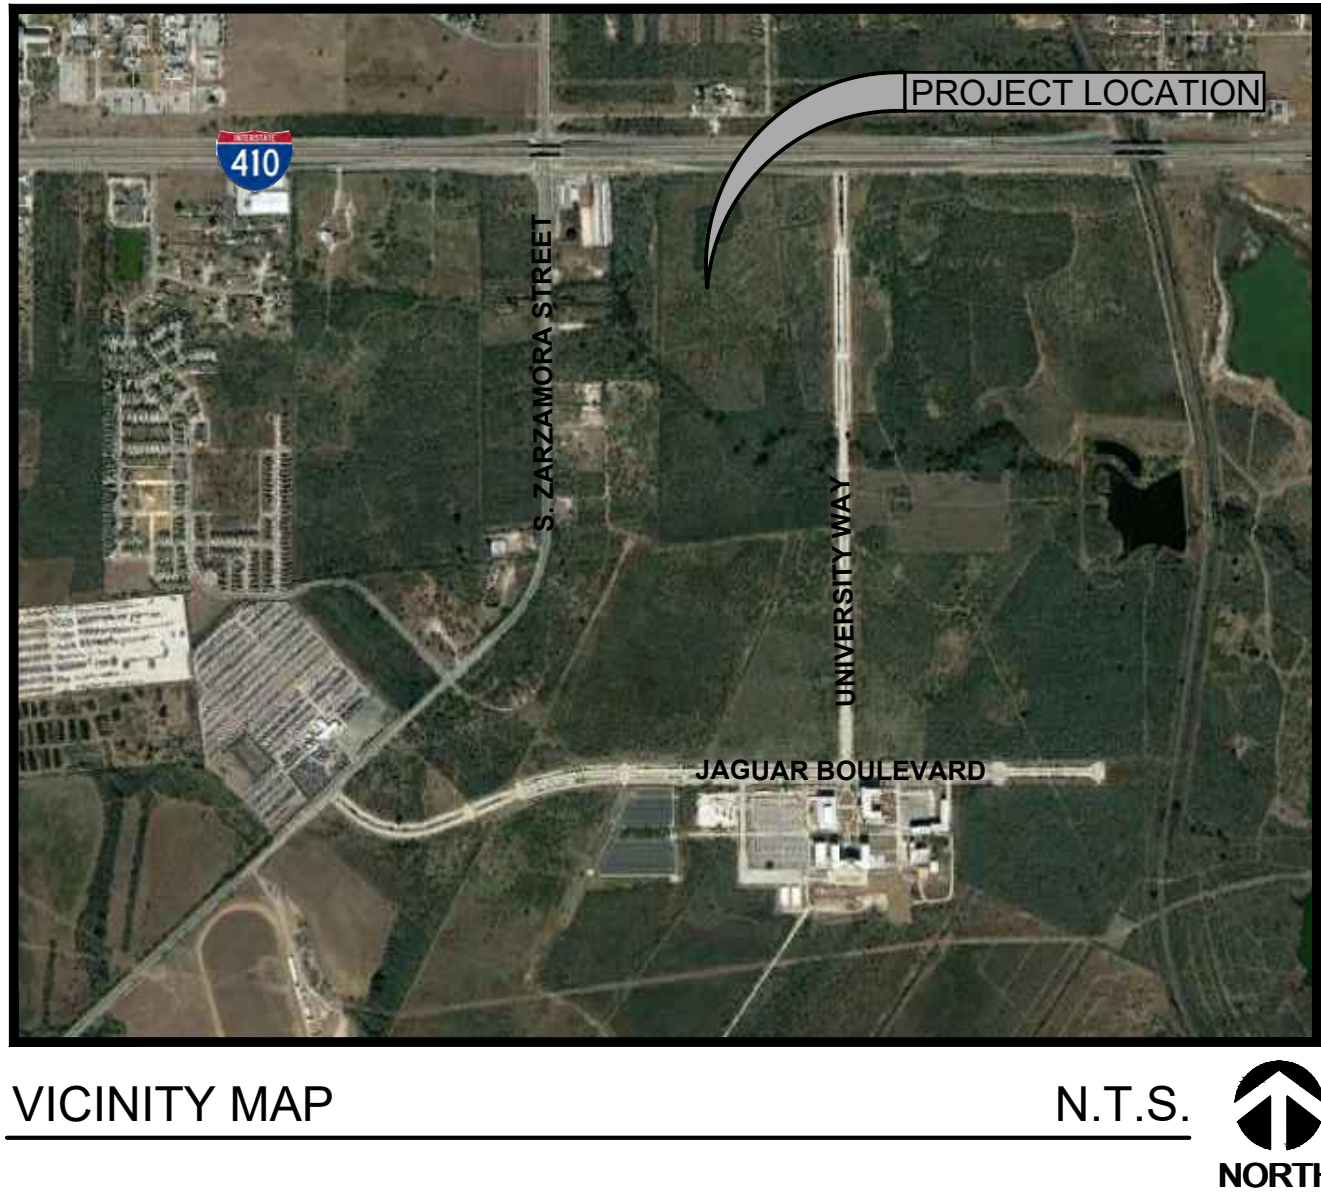 PROJECT LOCATION
INTERSTATE
410
S. ZARZAMORA STREET
UNIVERSITY WAY
JAGUAR BOULEVARD
VICINITY MAP
N.T.S.
NORTH